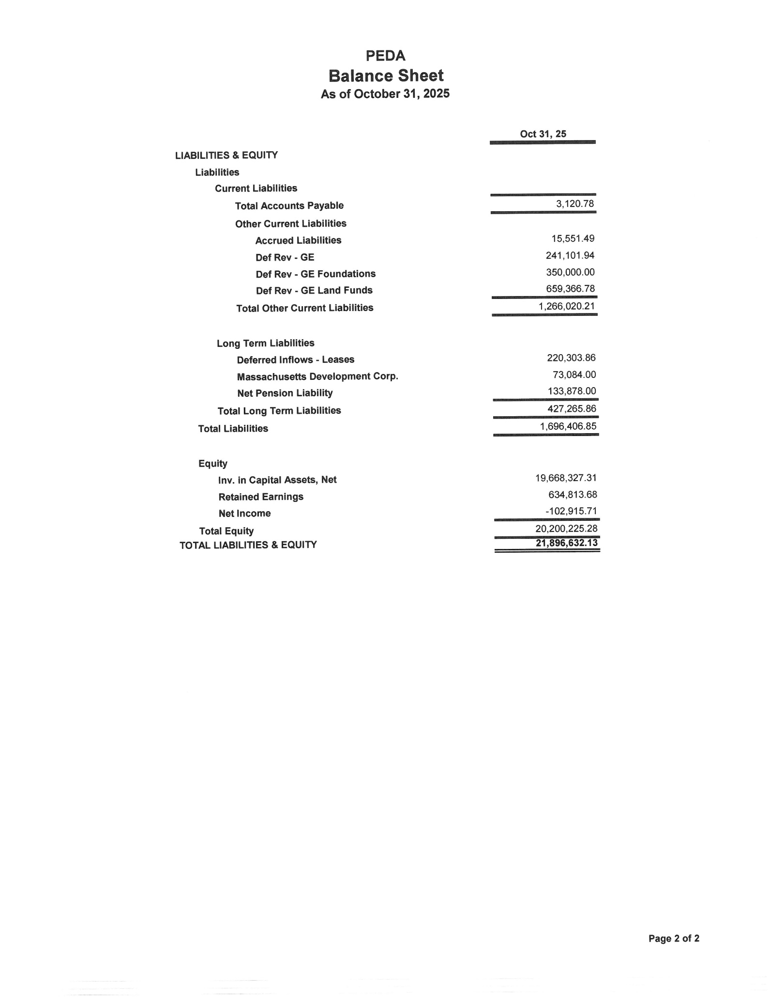 PEDA
Balance Sheet
As of October 31, 2025
Oct 31, 25
LIABILITIES & EQUITY
Liabilities
Current Liabilities
Total Accounts Payable 3,120.78
Other Current Liabilities
Accrued Liabilities 15,551.49
Def Rev - GE 241,101.94
Def Rev - GE Foundations 350,000.00
Def Rev - GE Land Funds 659,366.78
Total Other Current Liabilities 1,266,020.21
Long Term Liabilities
Deferred Inflows - Leases 220,303.86
Massachusetts Development Corp. 73,084.00
Net Pension Liability 133,878.00
Total Long Term Liabilities 427,265.86
Total Liabilities 1,696,406.85
Equity
Inv. in Capital Assets, Net 19,668,327.31
Retained Earnings 634,813.68
Net Income -102,915.71
Total Equity 20,200,225.28
TOTAL LIABILITIES & EQUITY 21,896,632.13
Page 2 of 2